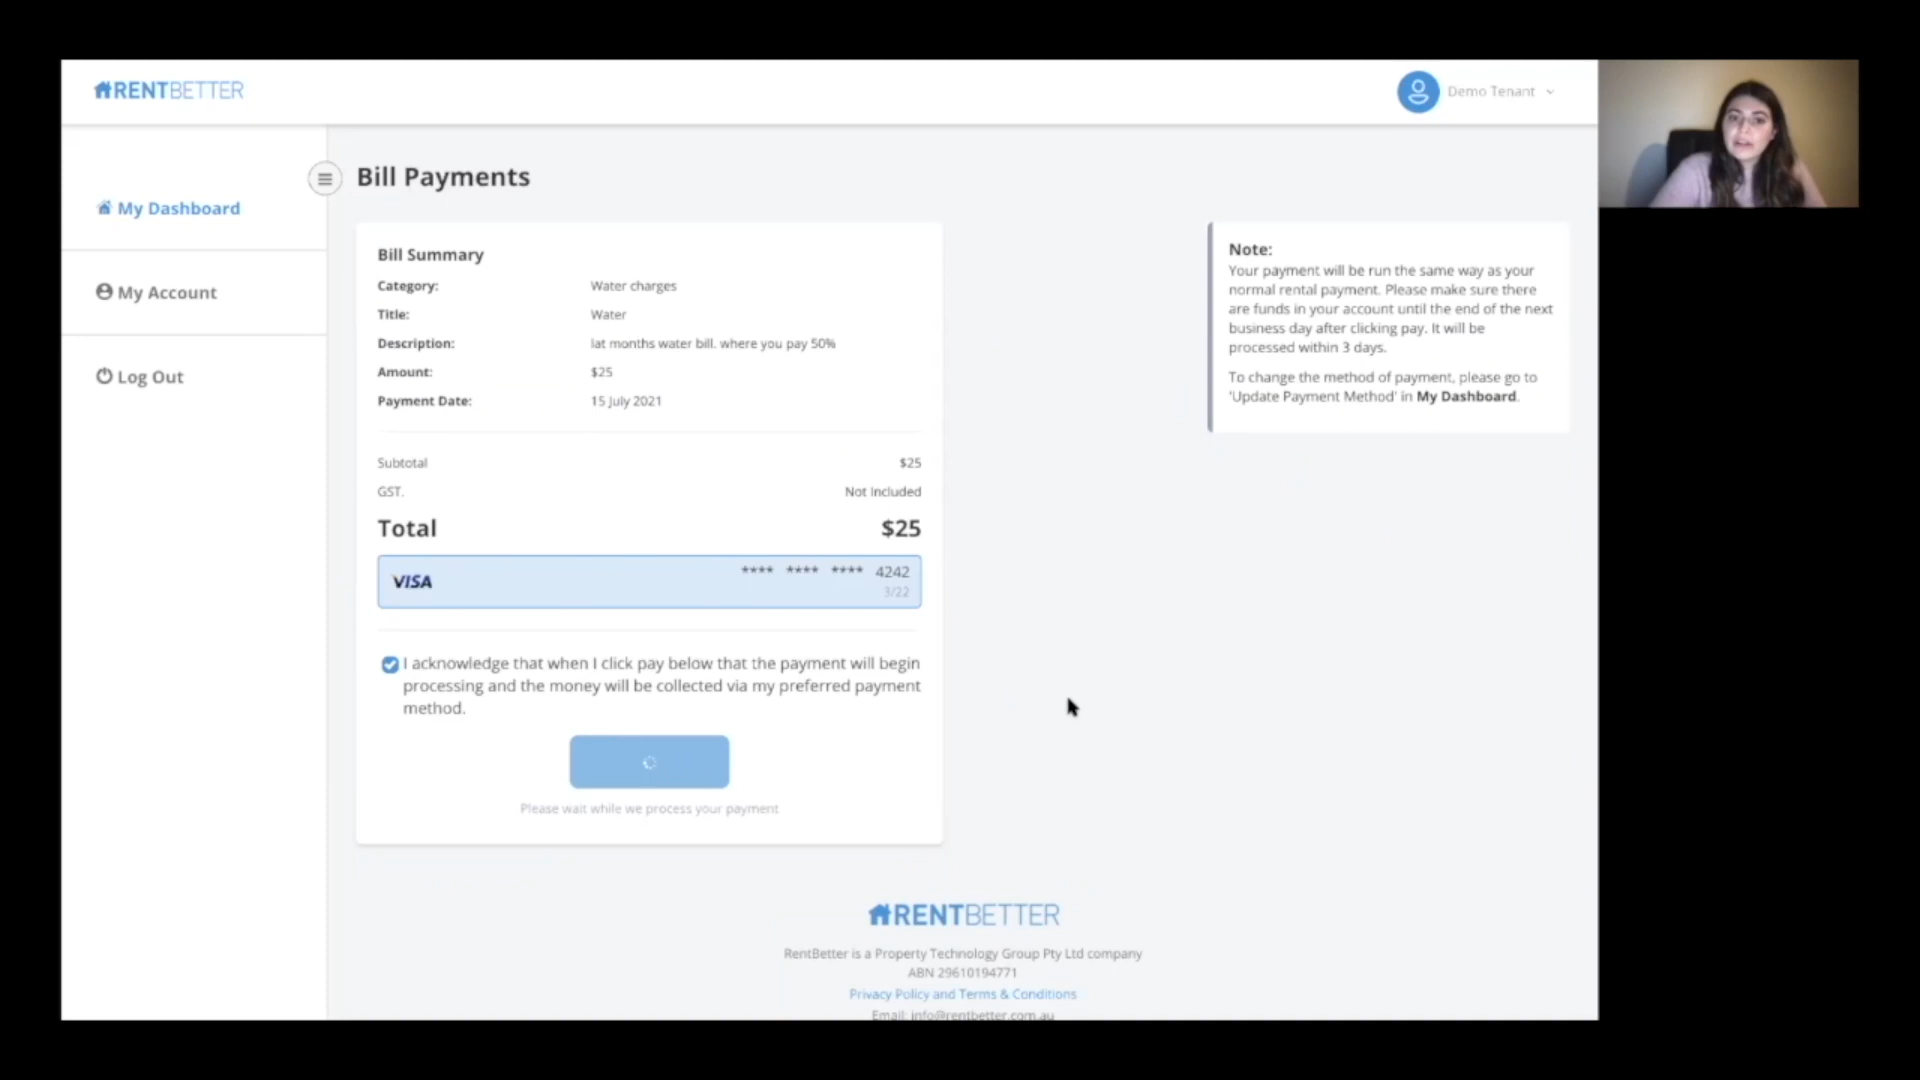 RENTBETTER
Demo Tenant
My Dashboard
My Account
Log Out
Bill Payments
Bill Summary
Category: Water charges
Title: Water
Description: lat months water bill. where you pay 50%
Amount: $25
Payment Date: 15 July 2021
Subtotal $25
GST. Not Included
Total $25
VISA **** **** **** 4242
3/22
I acknowledge that when I click pay below that the payment will begin
processing and the money will be collected via my preferred payment
method.
Please wait while we process your payment
Note:
Your payment will be run the same way as your
normal rental payment. Please make sure there
are funds in your account until the end of the next
business day after clicking pay. It will be
processed within 3 days.
To change the method of payment, please go to
'Update Payment Method' in My Dashboard.
RENTBETTER
RentBetter is a Property Technology Group Pty Ltd company
ABN 29610194771
Privacy Policy and Terms & Conditions
Email: info@rentbetter.com.au